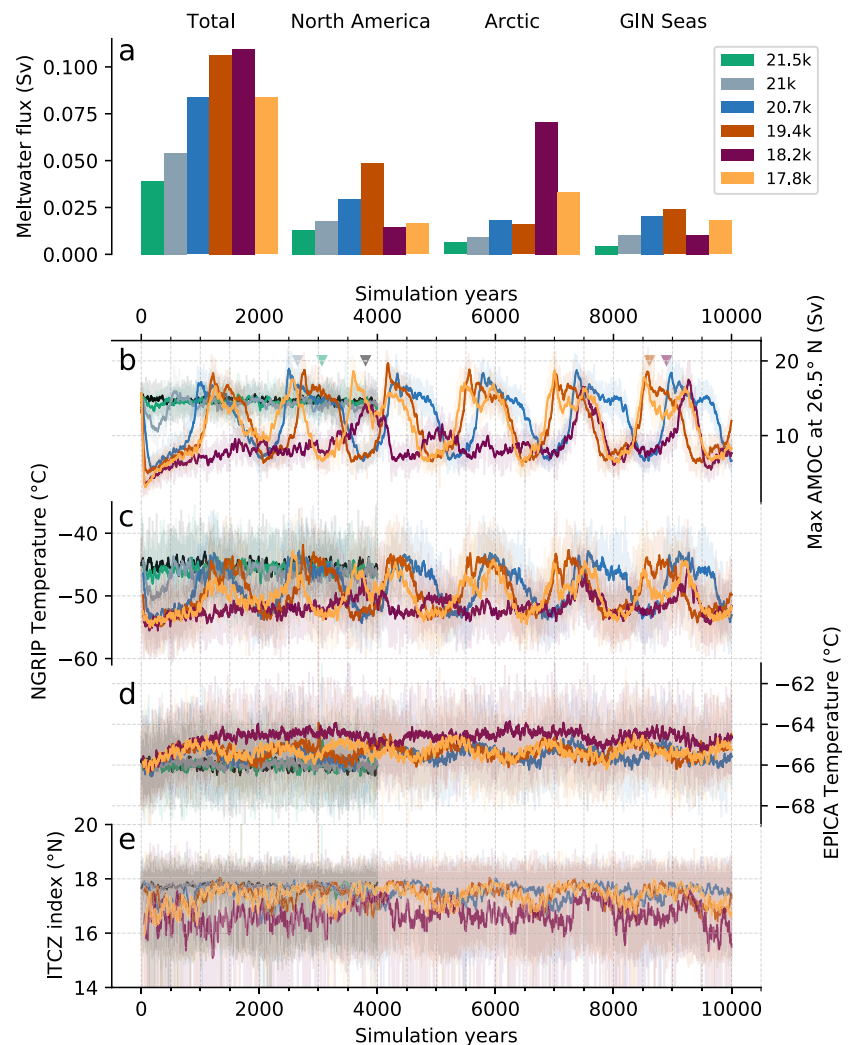 Total North America Arctic GIN Seas
a
Meltwater flux (Sv)
0.100
0.075
0.050
0.025
0.000
21.5k
21k
20.7k
19.4k
18.2k
17.8k
Simulation years
0 2000 4000 6000 8000 10000
b
20
10
Max AMOC at 26.5° N (Sv)
c
NGRIP Temperature (°C)
−40
−50
−60
d
−62
−64
−66
−68
EPICA Temperature (°C)
e
ITCZ index (°N)
20
18
16
14
0 2000 4000 6000 8000 10000
Simulation years